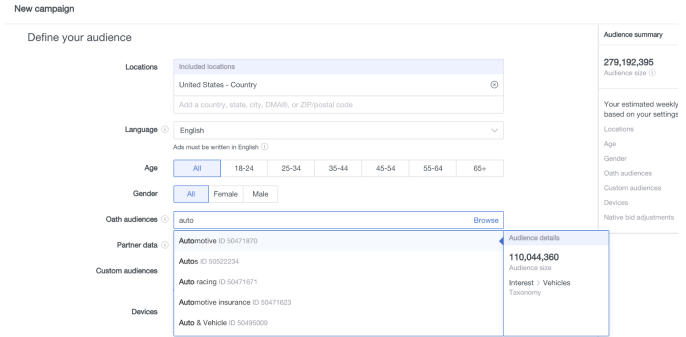 New campaign
Define your audience
Audience summary
Locations
Included locations
United States - Country
Add a country, state, city, DMA®, or ZIP/postal code
279,192,395
Audience size
Language
English
Ads must be written in English
Your estimated weekly
based on your settings
Locations
Age
Gender
Oath audiences
Custom audiences
Devices
Native bid adjustments
Age
All 18-24 25-34 35-44 45-54 55-64 65+
Gender
All Female Male
Oath audiences
auto Browse
Partner data
Custom audiences
Devices
Automotive ID 50471870
Autos ID 50522234
Auto racing ID 50471671
Automotive insurance ID 50471623
Auto & Vehicle ID 50495009
Audience details
110,044,360
Audience size
Interest > Vehicles
Taxonomy